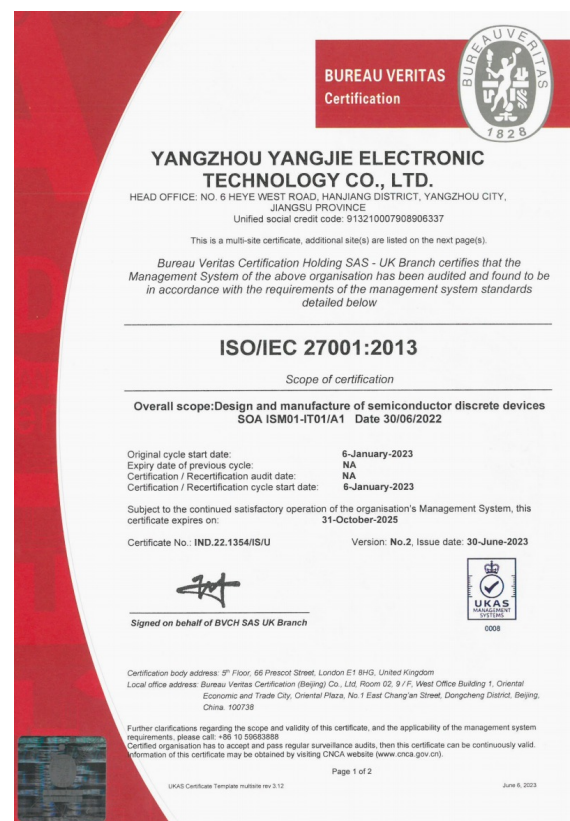 BUREAU VERITAS
Certification
BUREAU VERITAS
1828
YANGZHOU YANGJIE ELECTRONIC
TECHNOLOGY CO., LTD.
HEAD OFFICE: NO. 6 HEYE WEST ROAD, HANJIANG DISTRICT, YANGZHOU CITY,
JIANGSU PROVINCE
Unified social credit code: 913210007908906337
This is a multi-site certificate, additional site(s) are listed on the next page(s).
Bureau Veritas Certification Holding SAS - UK Branch certifies that the
Management System of the above organisation has been audited and found to be
in accordance with the requirements of the management system standards
detailed below
ISO/IEC 27001:2013
Scope of certification
Overall scope:Design and manufacture of semiconductor discrete devices
SOA ISM01-IT01/A1 Date 30/06/2022
Original cycle start date: 6-January-2023
Expiry date of previous cycle: NA
Certification / Recertification audit date: NA
Certification / Recertification cycle start date: 6-January-2023
Subject to the continued satisfactory operation of the organisation's Management System, this
certificate expires on: 31-October-2025
Certificate No.: IND.22.1354/IS/U Version: No.2, Issue date: 30-June-2023
Signed on behalf of BVCH SAS UK Branch
UKAS
MANAGEMENT
SYSTEMS
0008
Certification body address: 5th Floor, 66 Prescot Street, London E1 8HG, United Kingdom
Local office address: Bureau Veritas Certification (Beijing) Co., Ltd, Room 02, 9 / F, West Office Building 1, Oriental
Economic and Trade City, Oriental Plaza, No.1 East Chang'an Street, Dongcheng District, Beijing,
China. 100738
Further clarifications regarding the scope and validity of this certificate, and the applicability of the management system
requirements, please call: +86 10 59683888
Certified organisation has to accept and pass regular surveillance audits, then this certificate can be continuously valid.
Information of this certificate may be obtained by visiting CNCA website (www.cnca.gov.cn).
Page 1 of 2
UKAS Certificate Template multisite rev 3.12 June 6, 2023